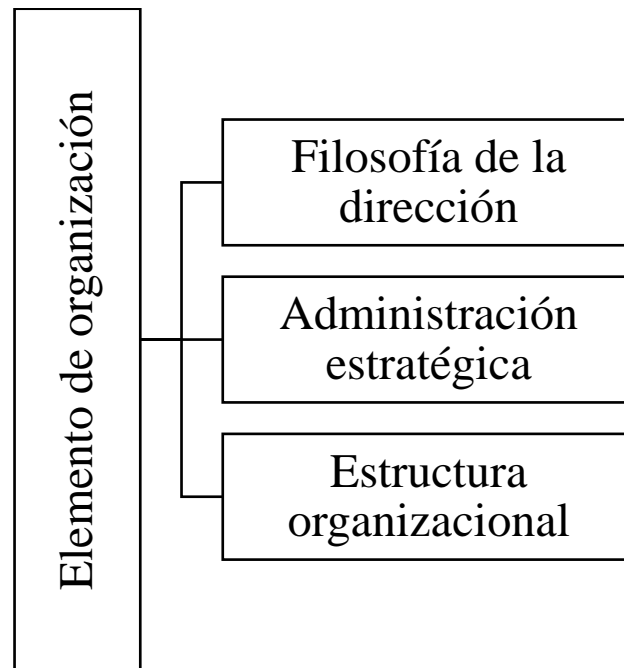 Elemento de organización
Filosofía de la
dirección
Administración
estratégica
Estructura
organizacional